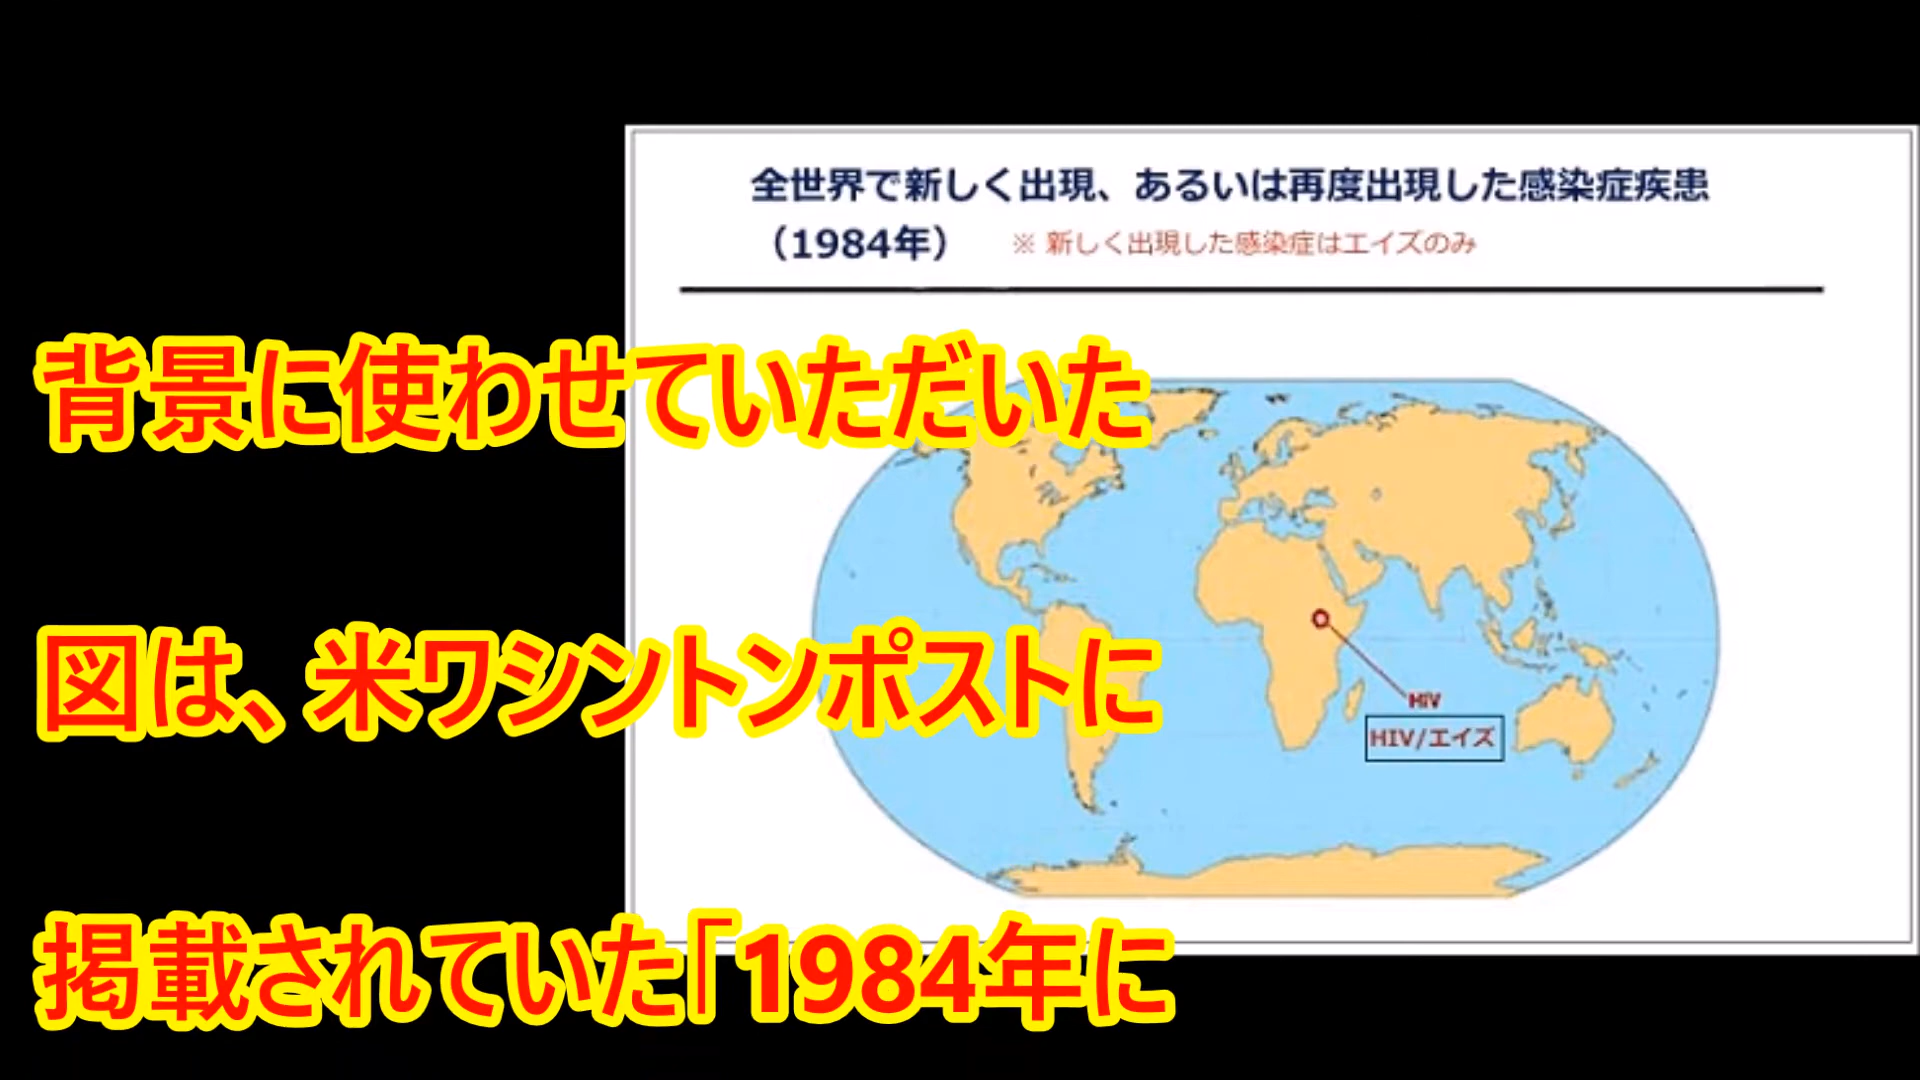 全世界で新しく出現、あるいは再度出現した感染症疾患
(1984年) ※ 新しく出現した感染症はエイズのみ
背景に使わせていただいた
図は、米ワシントンポストに
HIV
HIV/エイズ
掲載されていた「1984年に